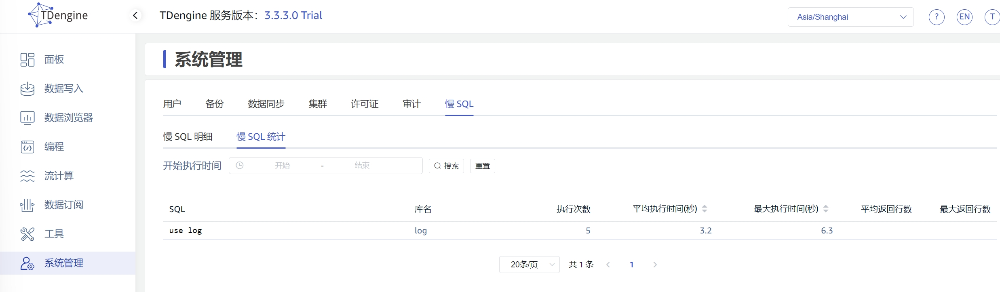 TDengine
TDengine 服务版本：3.3.3.0 Trial
Asia/Shanghai
?
EN
T
面板
数据写入
数据浏览器
编程
流计算
数据订阅
工具
系统管理
系统管理
用户 备份 数据同步 集群 许可证 审计 慢 SQL
慢 SQL 明细 慢 SQL 统计
开始执行时间 开始 - 结束 搜索 重置
SQL 库名 执行次数 平均执行时间(秒) 最大执行时间(秒) 平均返回行数 最大返回行数
use log log 5 3.2 6.3
20条/页 共 1 条 1